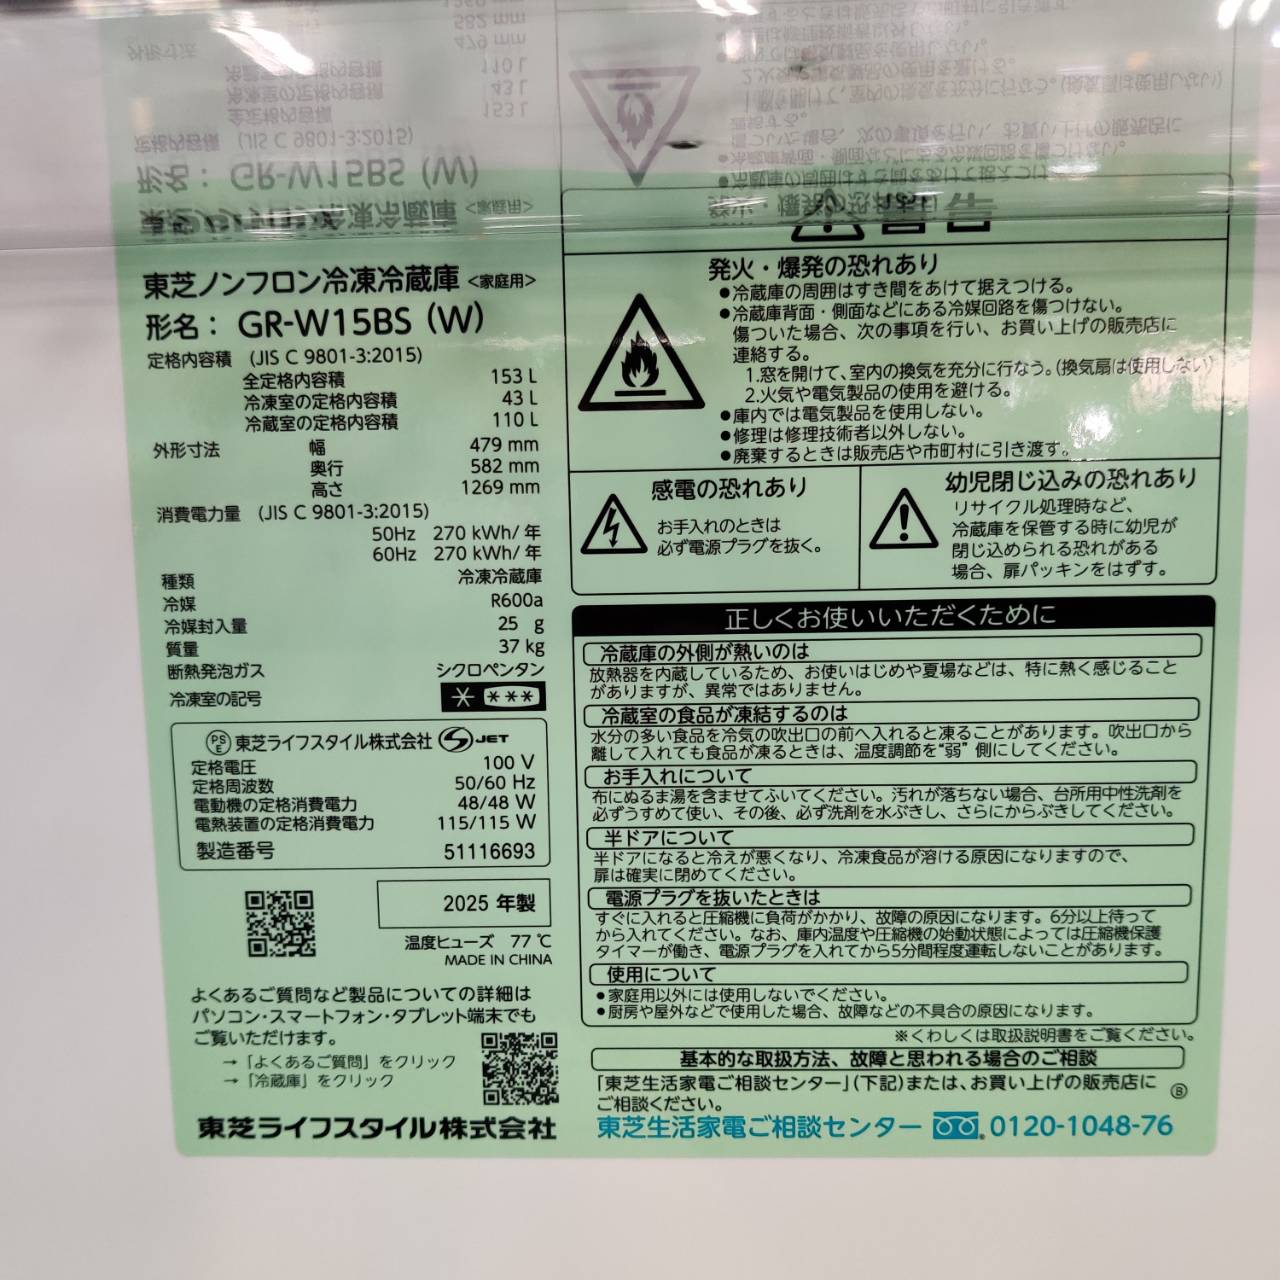 東芝ノンフロン冷凍冷蔵庫 <家庭用>
形名： GR-W15BS (W)
定格内容積 (JIS C 9801-3:2015)
全定格内容積 153 L
冷凍室の定格内容積 43 L
冷蔵室の定格内容積 110 L
外形寸法 幅 479 mm
奥行 582 mm
高さ 1269 mm
消費電力量 (JIS C 9801-3:2015)
50Hz 270 kWh/年
60Hz 270 kWh/年
種類 冷凍冷蔵庫
冷媒 R600a
冷媒封入量 25 g
質量 37 kg
断熱発泡ガス シクロペンタン
冷凍室の記号 * ***
PSE 東芝ライフスタイル株式会社 S JET
定格電圧 100 V
定格周波数 50/60 Hz
電動機の定格消費電力 48/48 W
電熱装置の定格消費電力 115/115 W
製造番号 51116693
2025 年製
温度ヒューズ 77 ℃
MADE IN CHINA
よくあるご質問など製品についての詳細は
パソコン・スマートフォン・タブレット端末でも
ご覧いただけます。
→「よくあるご質問」をクリック
→「冷蔵庫」をクリック
東芝ライフスタイル株式会社
警告
発火・爆発の恐れあり
●冷蔵庫の周囲はすき間をあけて据えつける。
●冷蔵庫背面・側面などにある冷媒回路を傷つけない。
傷ついた場合、次の事項を行い、お買い上げの販売店に
連絡する。
1.窓を開けて、室内の換気を充分に行なう。(換気扇は使用しない)
2.火気や電気製品の使用を避ける。
●庫内では電気製品を使用しない。
●修理は修理技術者以外しない。
●廃棄するときは販売店や市町村に引き渡す。
感電の恐れあり
お手入れのときは
必ず電源プラグを抜く。
幼児閉じ込みの恐れあり
リサイクル処理時など、
冷蔵庫を保管する時に幼児が
閉じ込められる恐れがある
場合、扉パッキンをはずす。
正しくお使いいただくために
冷蔵庫の外側が熱いのは
放熱器を内蔵しているため、お使いはじめや夏場などは、特に熱く感じること
がありますが、異常ではありません。
冷蔵室の食品が凍結するのは
水分の多い食品を冷気の吹出口の前へ入れると凍ることがあります。吹出口から
離して入れても食品が凍るときは、温度調節を“弱”側にしてください。
お手入れについて
布にぬるま湯を含ませてふいてください。汚れが落ちない場合、台所用中性洗剤を
必ずうすめて使い、その後、必ず洗剤を水ぶきし、さらにからぶきしてください。
半ドアについて
半ドアになると冷えが悪くなり、冷凍食品が溶ける原因になりますので、
扉は確実に閉めてください。
電源プラグを抜いたときは
すぐに入れると圧縮機に負荷がかかり、故障の原因になります。6分以上待って
から入れてください。なお、庫内温度や圧縮機の始動状態によっては圧縮機保護
タイマーが働き、電源プラグを入れてから5分間程度運転しないことがあります。
使用について
●家庭用以外には使用しないでください。
●厨房や屋外などで使用した場合、故障などの不具合の原因になります。
※くわしくは取扱説明書をご覧ください。
基本的な取扱方法、故障と思われる場合のご相談
「東芝生活家電ご相談センター」(下記)または、お買い上げの販売店に
ご相談ください。 Ⓑ
東芝生活家電ご相談センター 0120-1048-76